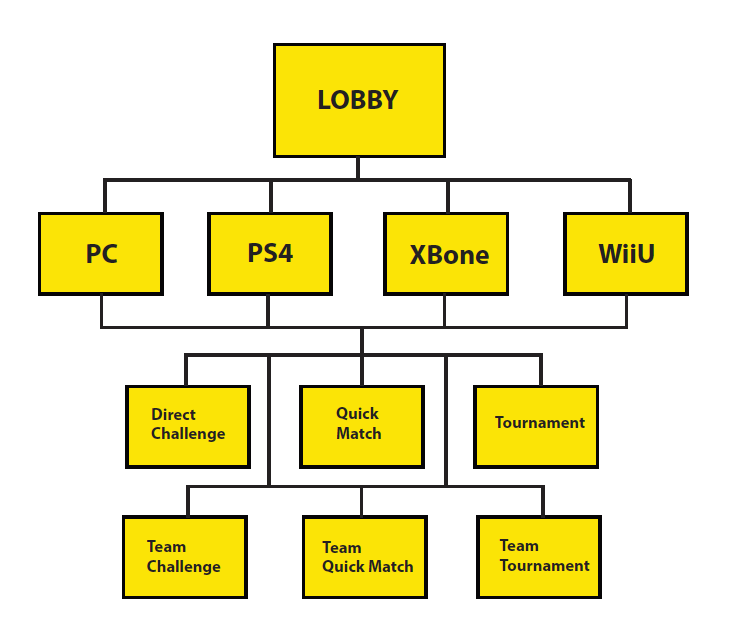 LOBBY
PC
PS4
XBone
WiiU
Direct
Challenge
Quick
Match
Tournament
Team
Challenge
Team
Quick Match
Team
Tournament